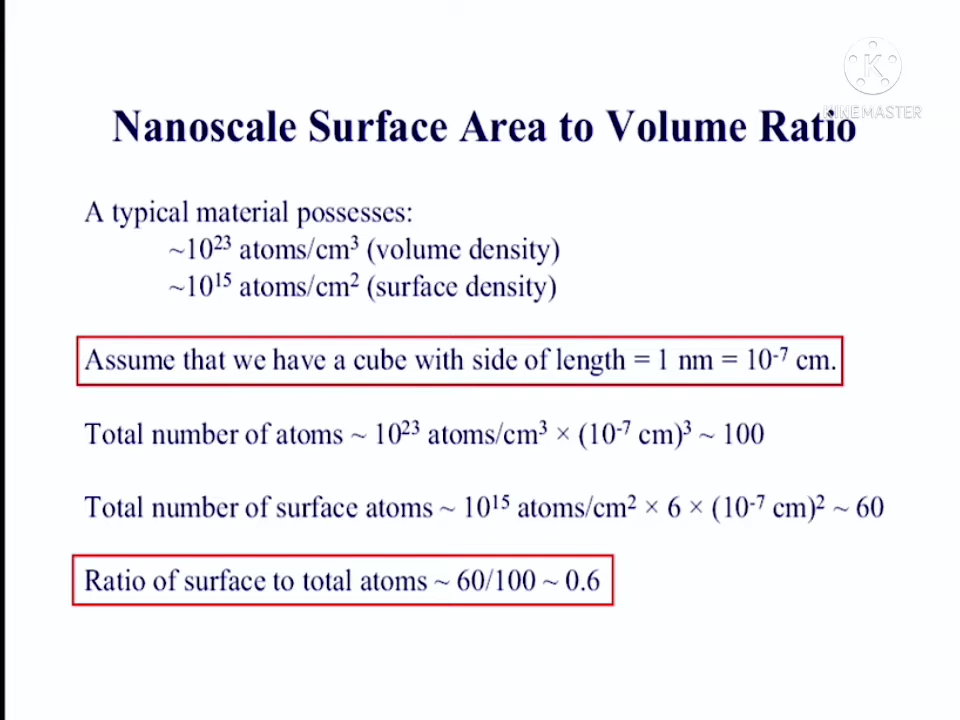 KINEMASTER
Nanoscale Surface Area to Volume Ratio
A typical material possesses:
~10²³ atoms/cm³ (volume density)
~10¹⁵ atoms/cm² (surface density)
Assume that we have a cube with side of length = 1 nm = 10⁻⁷ cm.
Total number of atoms ~ 10²³ atoms/cm³ × (10⁻⁷ cm)³ ~ 100
Total number of surface atoms ~ 10¹⁵ atoms/cm² × 6 × (10⁻⁷ cm)² ~ 60
Ratio of surface to total atoms ~ 60/100 ~ 0.6